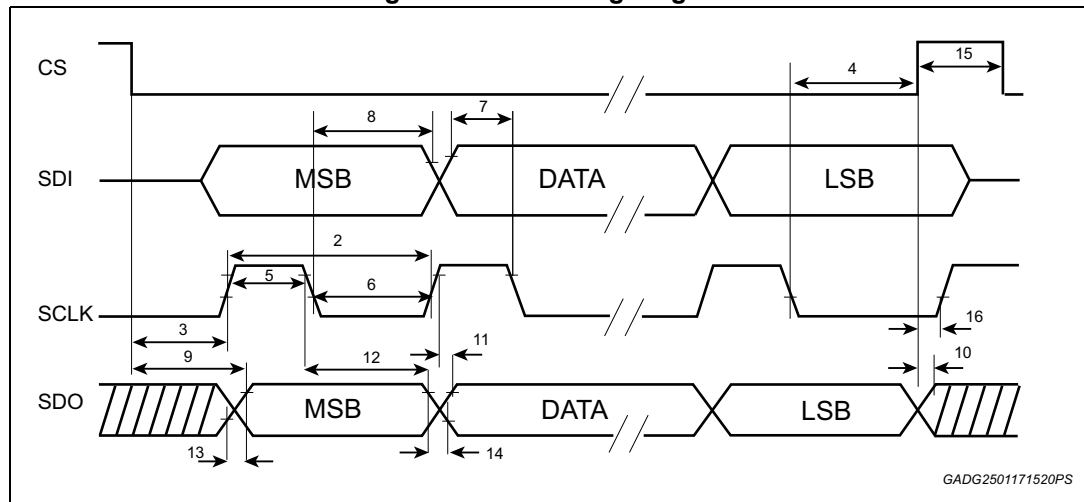 CS
4
15
8
7
SDI
MSB
DATA
LSB
2
5
6
SCLK
3
16
9
12
11
10
SDO
MSB
DATA
LSB
13
14
GADG2501171520PS